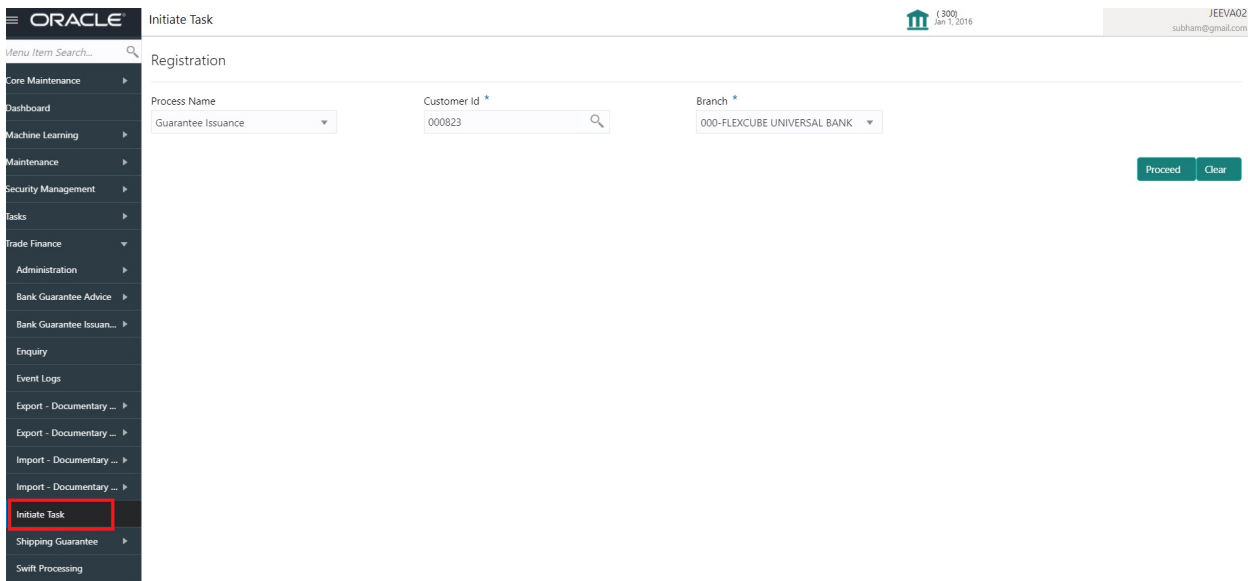 ORACLE
Initiate Task
(300)
Jan 1, 2016
JEEVA02
subham@gmail.com
Menu Item Search...
Core Maintenance
Dashboard
Machine Learning
Maintenance
Security Management
Tasks
Trade Finance
Administration
Bank Guarantee Advice
Bank Guarantee Issuan...
Enquiry
Event Logs
Export - Documentary ...
Export - Documentary ...
Import - Documentary ...
Import - Documentary ...
Initiate Task
Shipping Guarantee
Swift Processing
Registration
Process Name
Guarantee Issuance
Customer Id *
000823
Branch *
000-FLEXCUBE UNIVERSAL BANK
Proceed
Clear